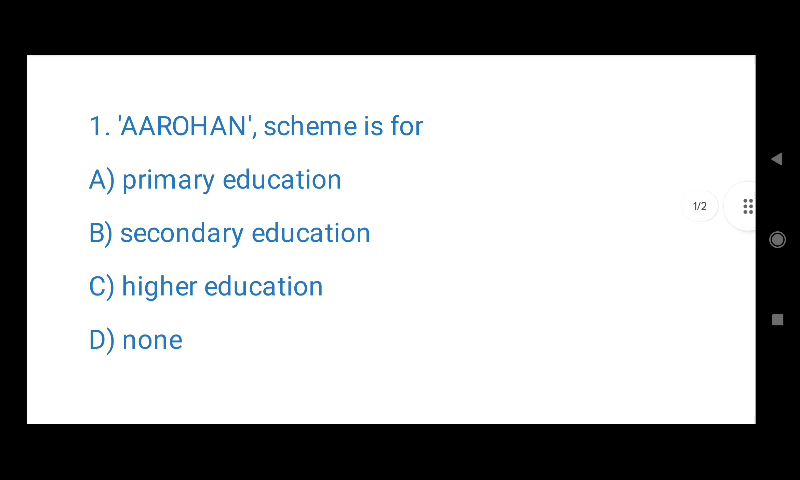 1. 'AAROHAN', scheme is for
A) primary education
B) secondary education
C) higher education
D) none
1/2